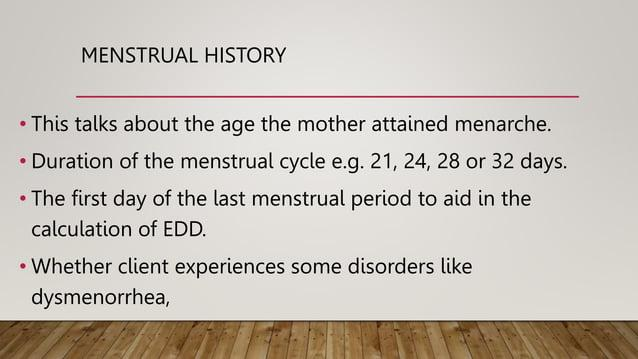 MENSTRUAL HISTORY
• This talks about the age the mother attained menarche.
• Duration of the menstrual cycle e.g. 21, 24, 28 or 32 days.
• The first day of the last menstrual period to aid in the
calculation of EDD.
• Whether client experiences some disorders like
dysmenorrhea,